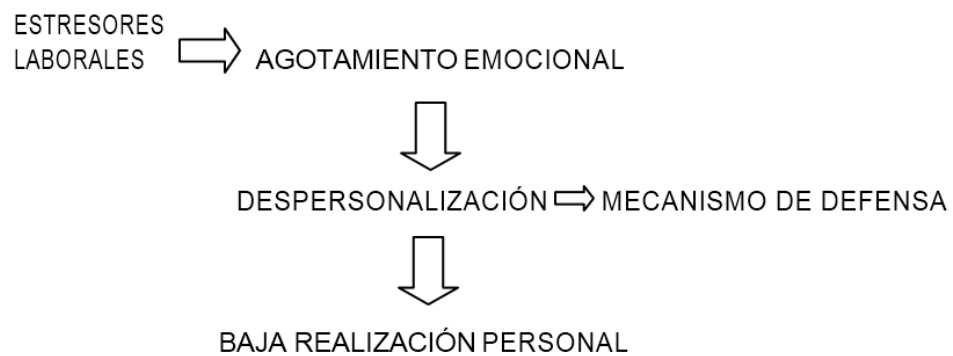 ESTRESORES
LABORALES
AGOTAMIENTO EMOCIONAL
DESPERSONALIZACIÓN
MECANISMO DE DEFENSA
BAJA REALIZACIÓN PERSONAL